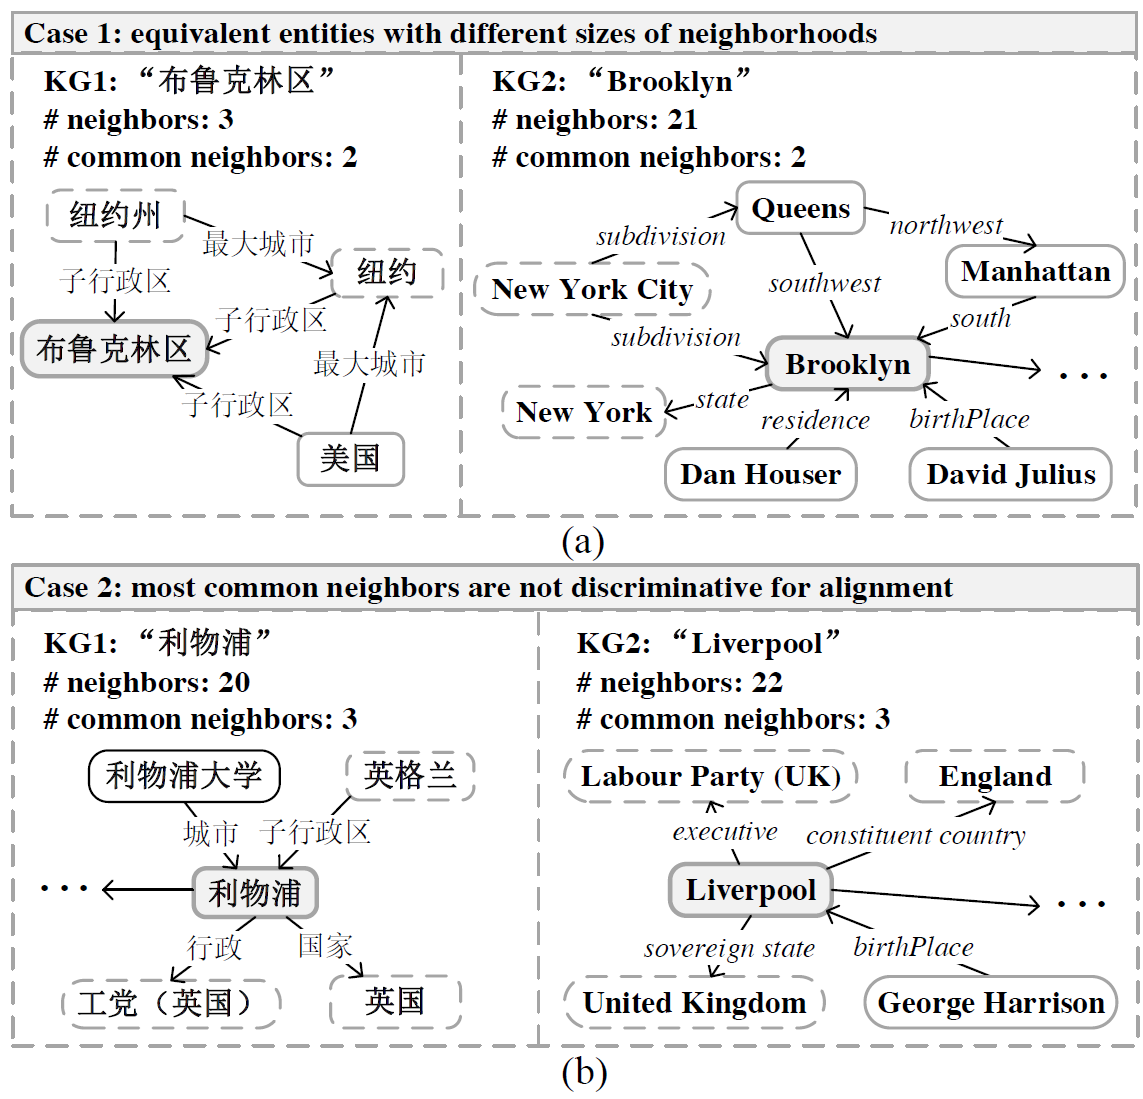 Case 1: equivalent entities with different sizes of neighborhoods
KG1: “布鲁克林区”
# neighbors: 3
# common neighbors: 2
纽约州
最大城市
子行政区
纽约
子行政区
布鲁克林区
最大城市
子行政区
美国
KG2: “Brooklyn”
# neighbors: 21
# common neighbors: 2
Queens
subdivision
northwest
Manhattan
New York City
southwest
south
subdivision
Brooklyn
...
New York
state
residence
birthPlace
Dan Houser
David Julius
(a)
Case 2: most common neighbors are not discriminative for alignment
KG1: “利物浦”
# neighbors: 20
# common neighbors: 3
利物浦大学
英格兰
城市
子行政区
...
利物浦
行政
国家
工党（英国）
英国
KG2: “Liverpool”
# neighbors: 22
# common neighbors: 3
Labour Party (UK)
England
executive
constituent country
Liverpool
...
sovereign state
birthPlace
United Kingdom
George Harrison
(b)